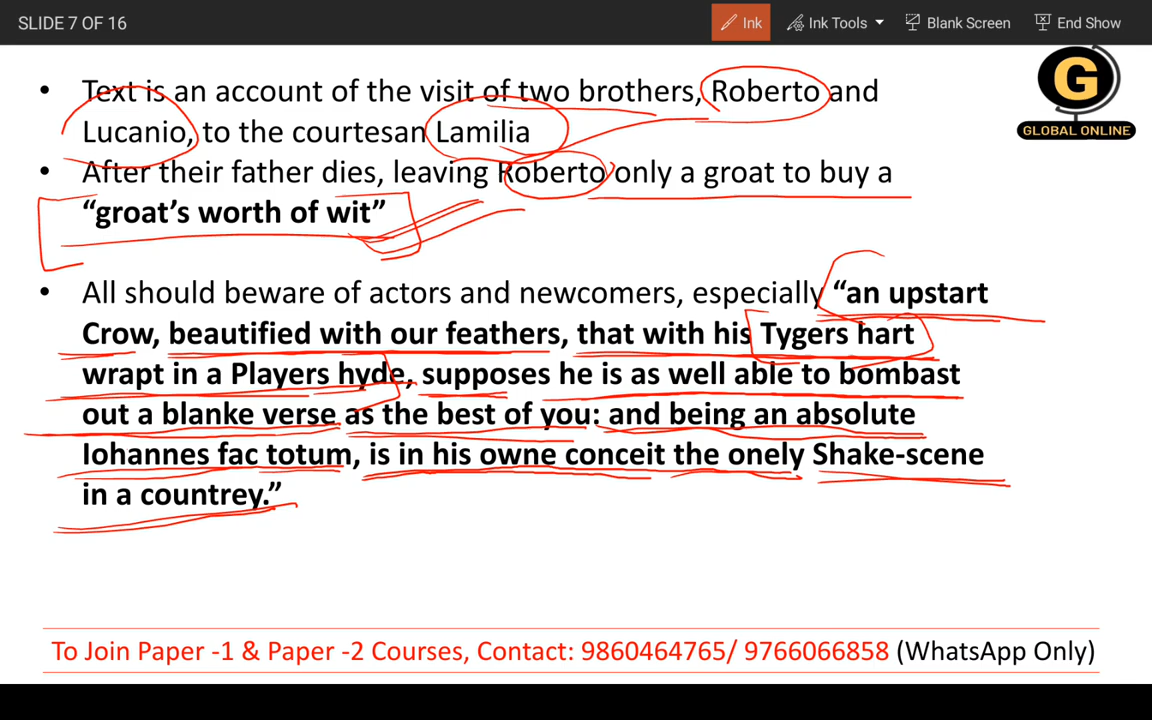 SLIDE 7 OF 16
Ink
Ink Tools
Blank Screen
End Show
G
GLOBAL ONLINE
• Text is an account of the visit of two brothers, Roberto and
Lucanio, to the courtesan Lamilia
• After their father dies, leaving Roberto only a groat to buy a
“groat’s worth of wit”
• All should beware of actors and newcomers, especially “an upstart
Crow, beautified with our feathers, that with his Tygers hart
wrapt in a Players hyde, supposes he is as well able to bombast
out a blanke verse as the best of you: and being an absolute
Iohannes fac totum, is in his owne conceit the onely Shake-scene
in a countrey.”
To Join Paper -1 & Paper -2 Courses, Contact: 9860464765/ 9766066858 (WhatsApp Only)